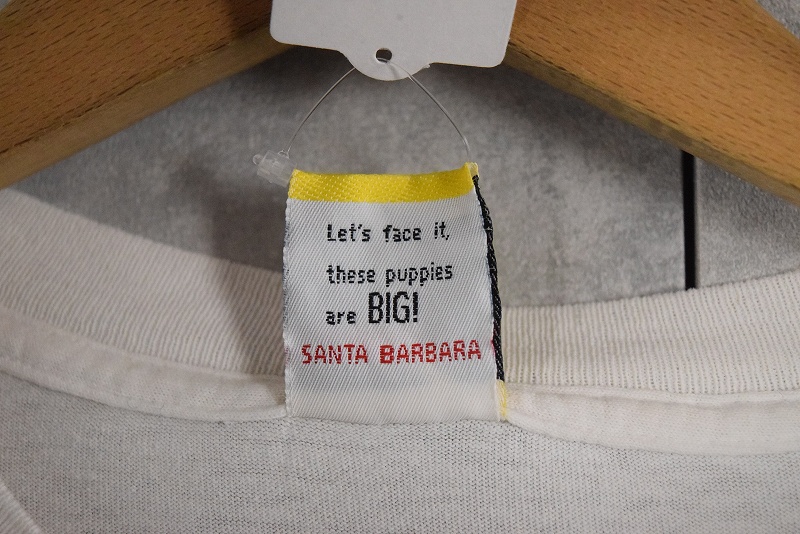 Let's face it,
these puppies
are BIG!
SANTA BARBARA